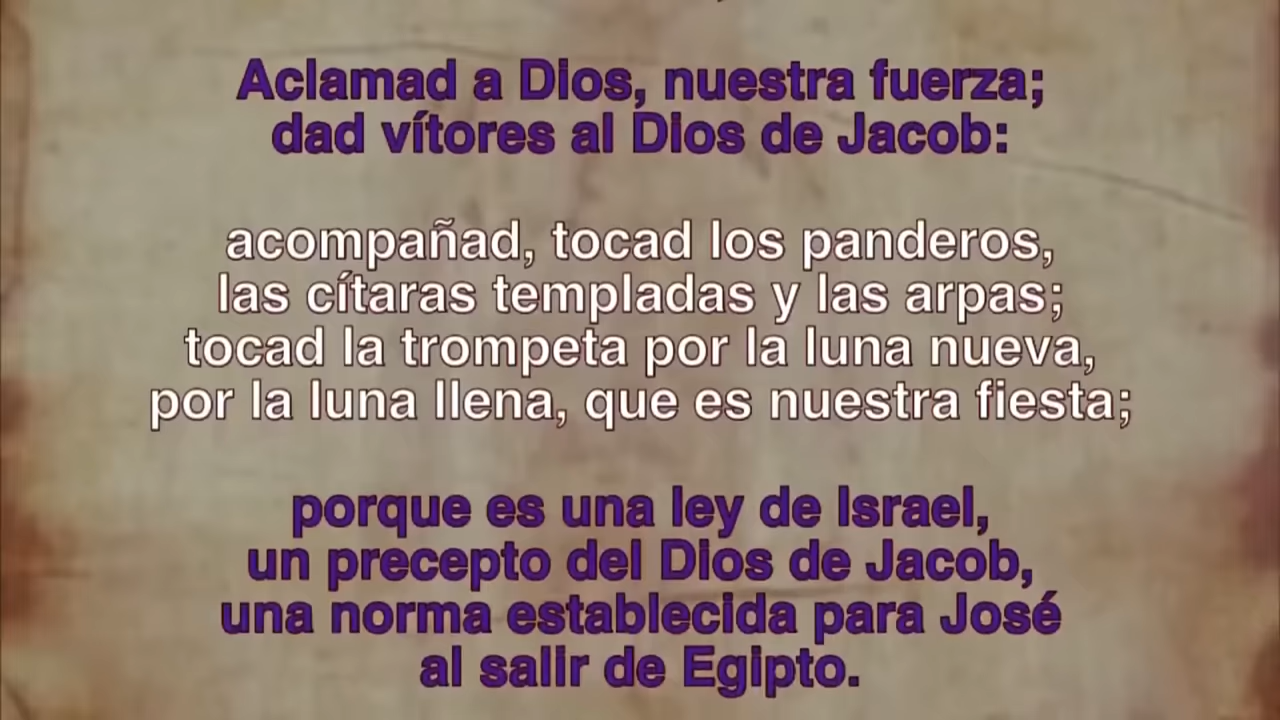 Aclamad a Dios, nuestra fuerza;
dad vítores al Dios de Jacob:
acompañad, tocad los panderos,
las cítaras templadas y las arpas;
tocad la trompeta por la luna nueva,
por la luna llena, que es nuestra fiesta;
porque es una ley de Israel,
un precepto del Dios de Jacob,
una norma establecida para José
al salir de Egipto.